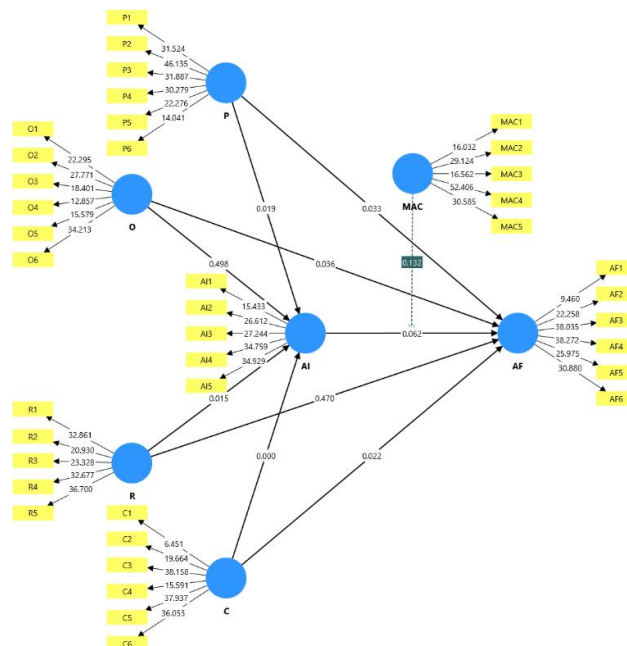 P1
P2
P3
P4
P5
P6
31.524
46.135
31.887
30.279
22.276
14.041
P
O1
O2
O3
O4
O5
O6
22.295
27.771
18.401
12.857
15.579
34.213
O
MAC1
MAC2
MAC3
MAC4
MAC5
16.032
29.124
16.562
52.406
30.585
MAC
0.019
0.033
0.498
0.036
0.132
AI1
AI2
AI3
AI4
AI5
15.433
26.612
27.244
34.759
34.929
AI
0.062
AF1
AF2
AF3
AF4
AF5
AF6
9.460
22.258
38.035
38.272
25.975
30.880
AF
0.015
0.470
0.000
0.022
R1
R2
R3
R4
R5
32.861
20.930
23.328
32.677
36.700
R
C1
C2
C3
C4
C5
C6
6.451
19.664
38.158
15.591
37.937
36.053
C